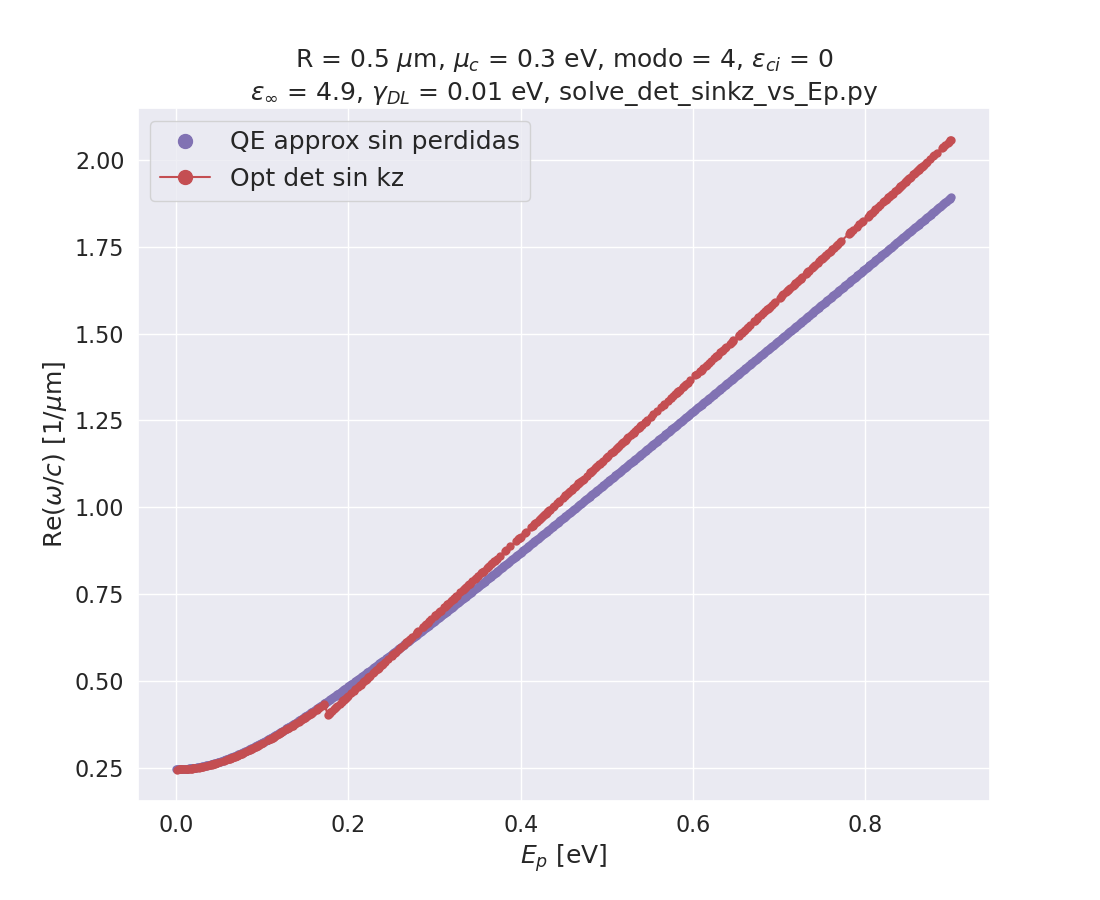 R = 0.5 μm, μ_c = 0.3 eV, modo = 4, ε_ci = 0
ε_∞ = 4.9, γ_DL = 0.01 eV, solve_det_sinkz_vs_Ep.py
QE approx sin perdidas
Opt det sin kz
2.00
1.75
1.50
1.25
1.00
0.75
0.50
0.25
Re(ω/c) [1/μm]
0.0 0.2 0.4 0.6 0.8
E_p [eV]